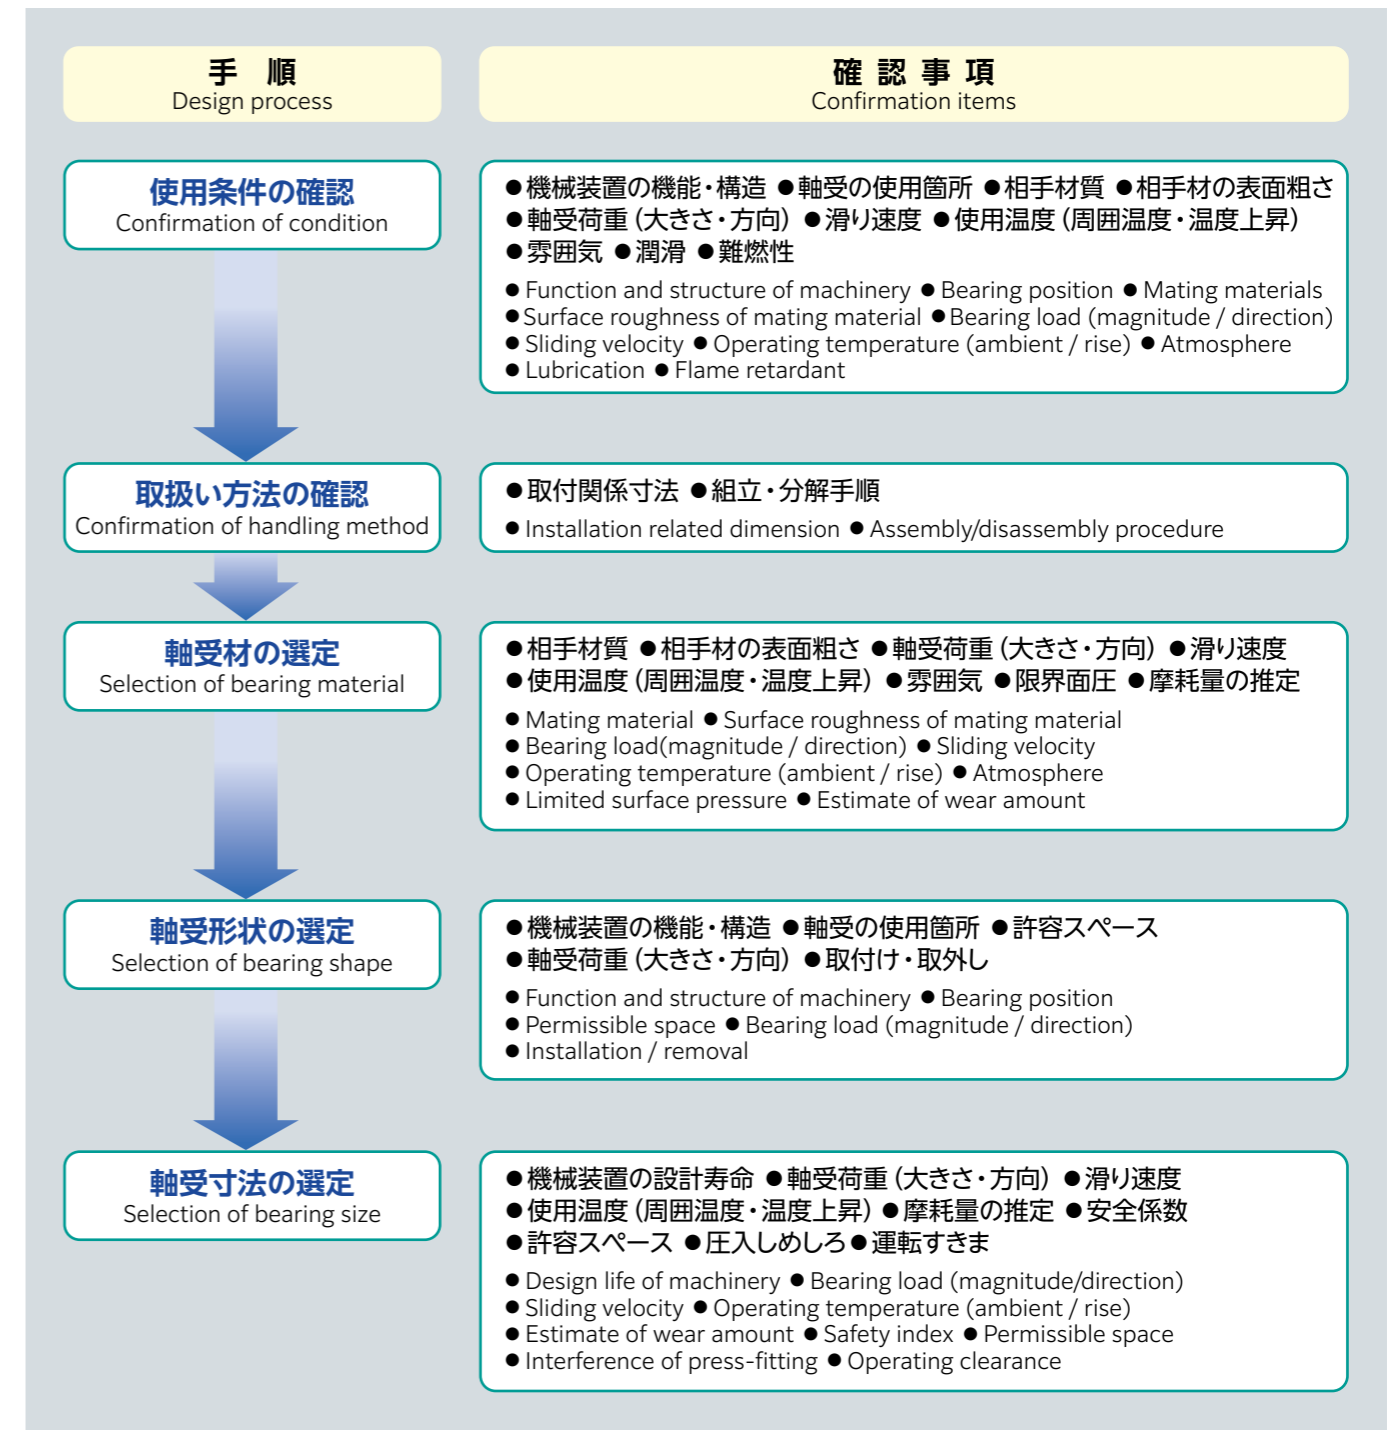 手 順
Design process
確 認 事 項
Confirmation items
使用条件の確認
Confirmation of condition
●機械装置の機能・構造 ●軸受の使用箇所 ●相手材質 ●相手材の表面粗さ
●軸受荷重（大きさ・方向） ●滑り速度 ●使用温度（周囲温度・温度上昇）
●雰囲気 ●潤滑 ●難燃性
● Function and structure of machinery ● Bearing position ● Mating materials
● Surface roughness of mating material ● Bearing load (magnitude / direction)
● Sliding velocity ● Operating temperature (ambient / rise) ● Atmosphere
● Lubrication ● Flame retardant
取扱い方法の確認
Confirmation of handling method
●取付関係寸法 ●組立・分解手順
● Installation related dimension ● Assembly/disassembly procedure
軸受材の選定
Selection of bearing material
●相手材質 ●相手材の表面粗さ ●軸受荷重（大きさ・方向） ●滑り速度
●使用温度（周囲温度・温度上昇） ●雰囲気 ●限界面圧 ●摩耗量の推定
● Mating material ● Surface roughness of mating material
● Bearing load(magnitude / direction) ● Sliding velocity
● Operating temperature (ambient / rise) ● Atmosphere
● Limited surface pressure ● Estimate of wear amount
軸受形状の選定
Selection of bearing shape
●機械装置の機能・構造 ●軸受の使用箇所 ●許容スペース
●軸受荷重（大きさ・方向） ●取付け・取外し
● Function and structure of machinery ● Bearing position
● Permissible space ● Bearing load (magnitude / direction)
● Installation / removal
軸受寸法の選定
Selection of bearing size
●機械装置の設計寿命 ●軸受荷重（大きさ・方向） ●滑り速度
●使用温度（周囲温度・温度上昇） ●摩耗量の推定 ●安全係数
●許容スペース ●圧入しめしろ ●運転すきま
● Design life of machinery ● Bearing load (magnitude/direction)
● Sliding velocity ● Operating temperature (ambient / rise)
● Estimate of wear amount ● Safety index ● Permissible space
● Interference of press-fitting ● Operating clearance